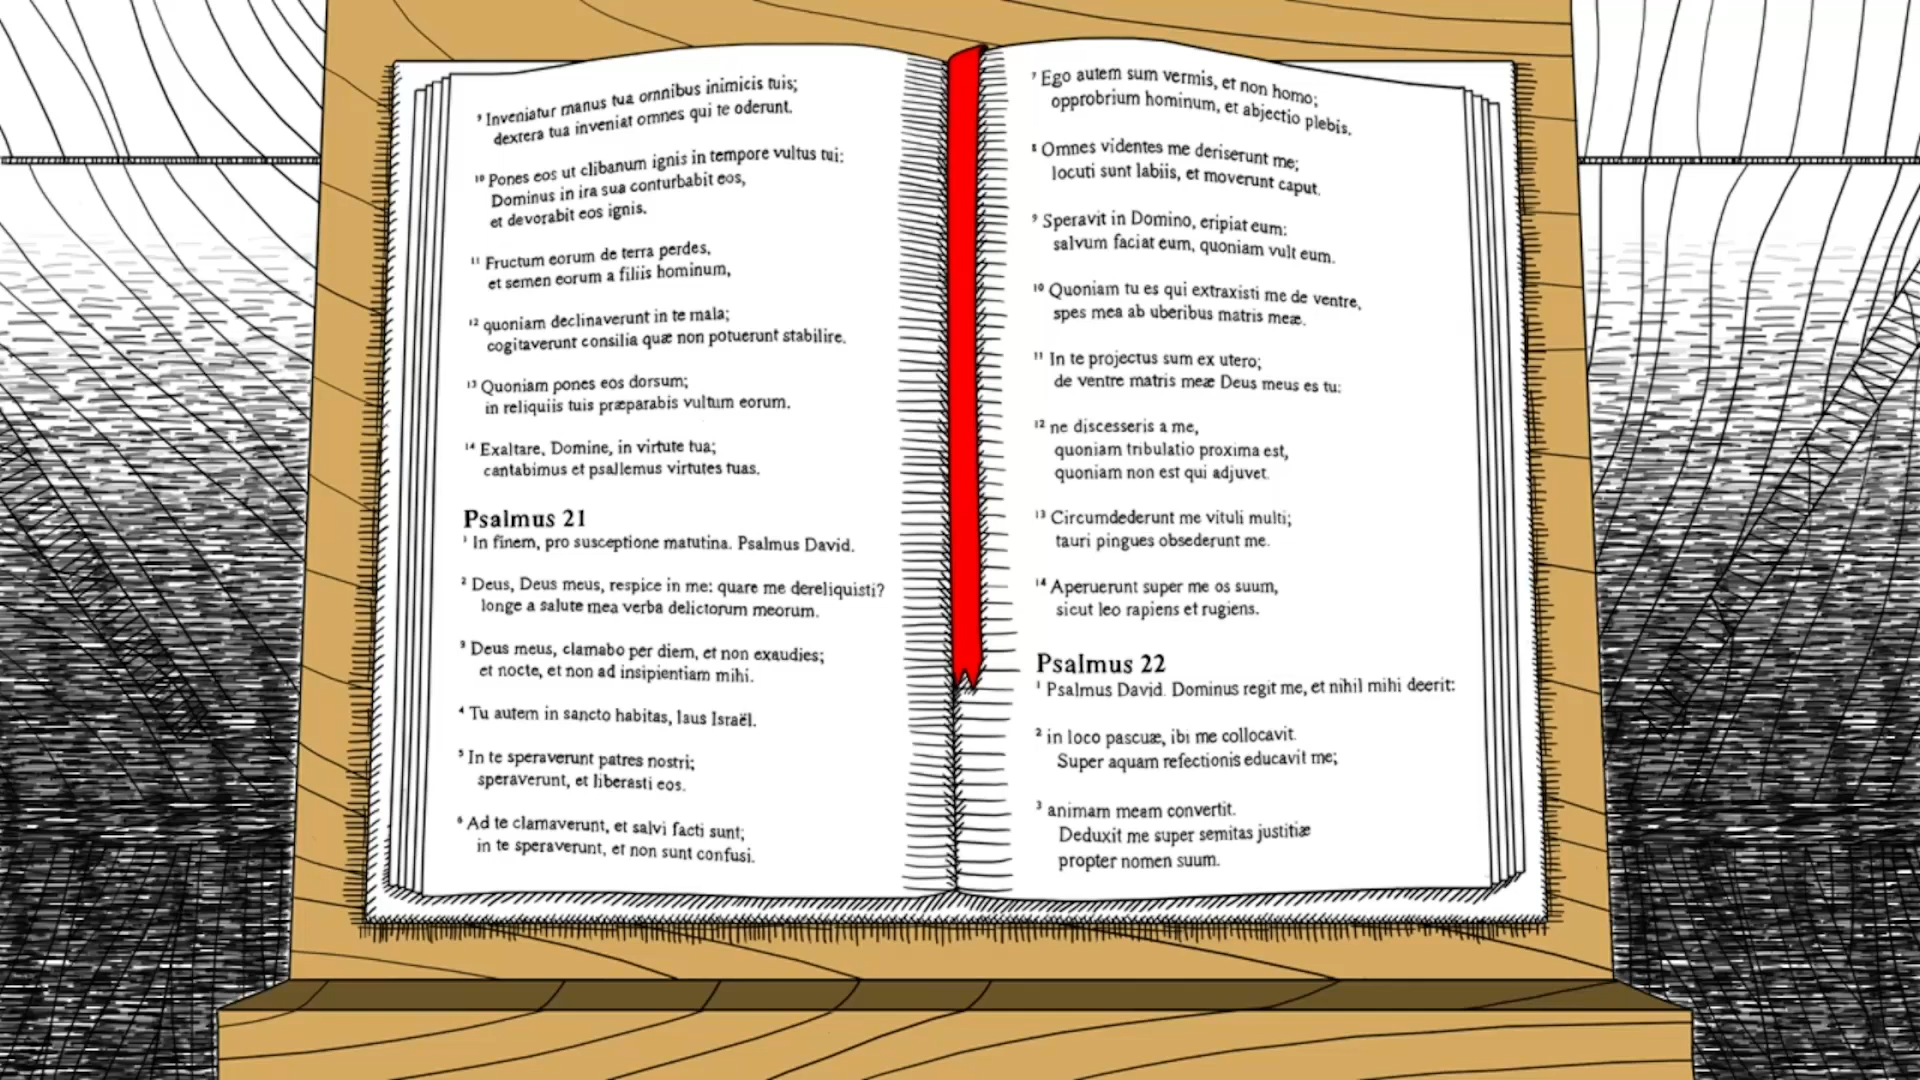 9 Inveniatur manus tua omnibus inimicis tuis;
dextera tua inveniat omnes qui te oderunt.
10 Pones eos ut clibanum ignis in tempore vultus tui:
Dominus in ira sua conturbabit eos,
et devorabit eos ignis.
11 Fructum eorum de terra perdes,
et semen eorum a filiis hominum,
12 quoniam declinaverunt in te mala;
cogitaverunt consilia quæ non potuerunt stabilire.
13 Quoniam pones eos dorsum;
in reliquiis tuis præparabis vultum eorum.
14 Exaltare, Domine, in virtute tua;
cantabimus et psallemus virtutes tuas.
Psalmus 21
1 In finem, pro susceptione matutina. Psalmus David.
2 Deus, Deus meus, respice in me: quare me dereliquisti?
longe a salute mea verba delictorum meorum.
3 Deus meus, clamabo per diem, et non exaudies;
et nocte, et non ad insipientiam mihi.
4 Tu autem in sancto habitas, laus Israël.
5 In te speraverunt patres nostri;
speraverunt, et liberasti eos.
6 Ad te clamaverunt, et salvi facti sunt;
in te speraverunt, et non sunt confusi.
7 Ego autem sum vermis, et non homo;
opprobrium hominum, et abjectio plebis.
8 Omnes videntes me deriserunt me;
locuti sunt labiis, et moverunt caput.
9 Speravit in Domino, eripiat eum:
salvum faciat eum, quoniam vult eum.
10 Quoniam tu es qui extraxisti me de ventre,
spes mea ab uberibus matris meæ.
11 In te projectus sum ex utero;
de ventre matris meæ Deus meus es tu:
12 ne discesseris a me,
quoniam tribulatio proxima est,
quoniam non est qui adjuvet.
13 Circumdederunt me vituli multi;
tauri pingues obsederunt me.
14 Aperuerunt super me os suum,
sicut leo rapiens et rugiens.
Psalmus 22
1 Psalmus David. Dominus regit me, et nihil mihi deerit:
2 in loco pascuæ, ibi me collocavit.
Super aquam refectionis educavit me;
3 animam meam convertit.
Deduxit me super semitas justitiæ
propter nomen suum.